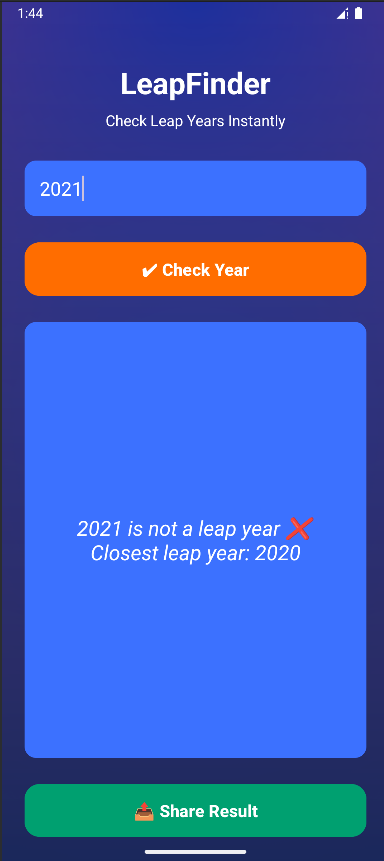 1:44
LeapFinder
Check Leap Years Instantly
2021
✔ Check Year
2021 is not a leap year ❌
Closest leap year: 2020
📤 Share Result